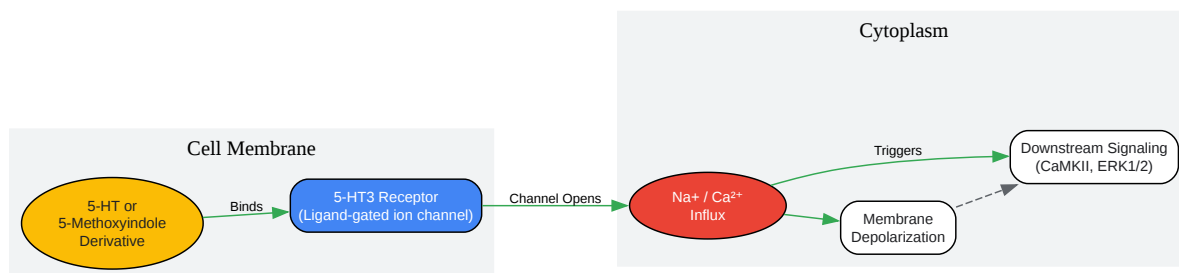 Cytoplasm
Cell Membrane
5-HT or
5-Methoxyindole
Derivative
Binds
5-HT3 Receptor
(Ligand-gated ion channel)
Channel Opens
Na+ / Ca²⁺
Influx
Triggers
Downstream Signaling
(CaMKII, ERK1/2)
Membrane
Depolarization